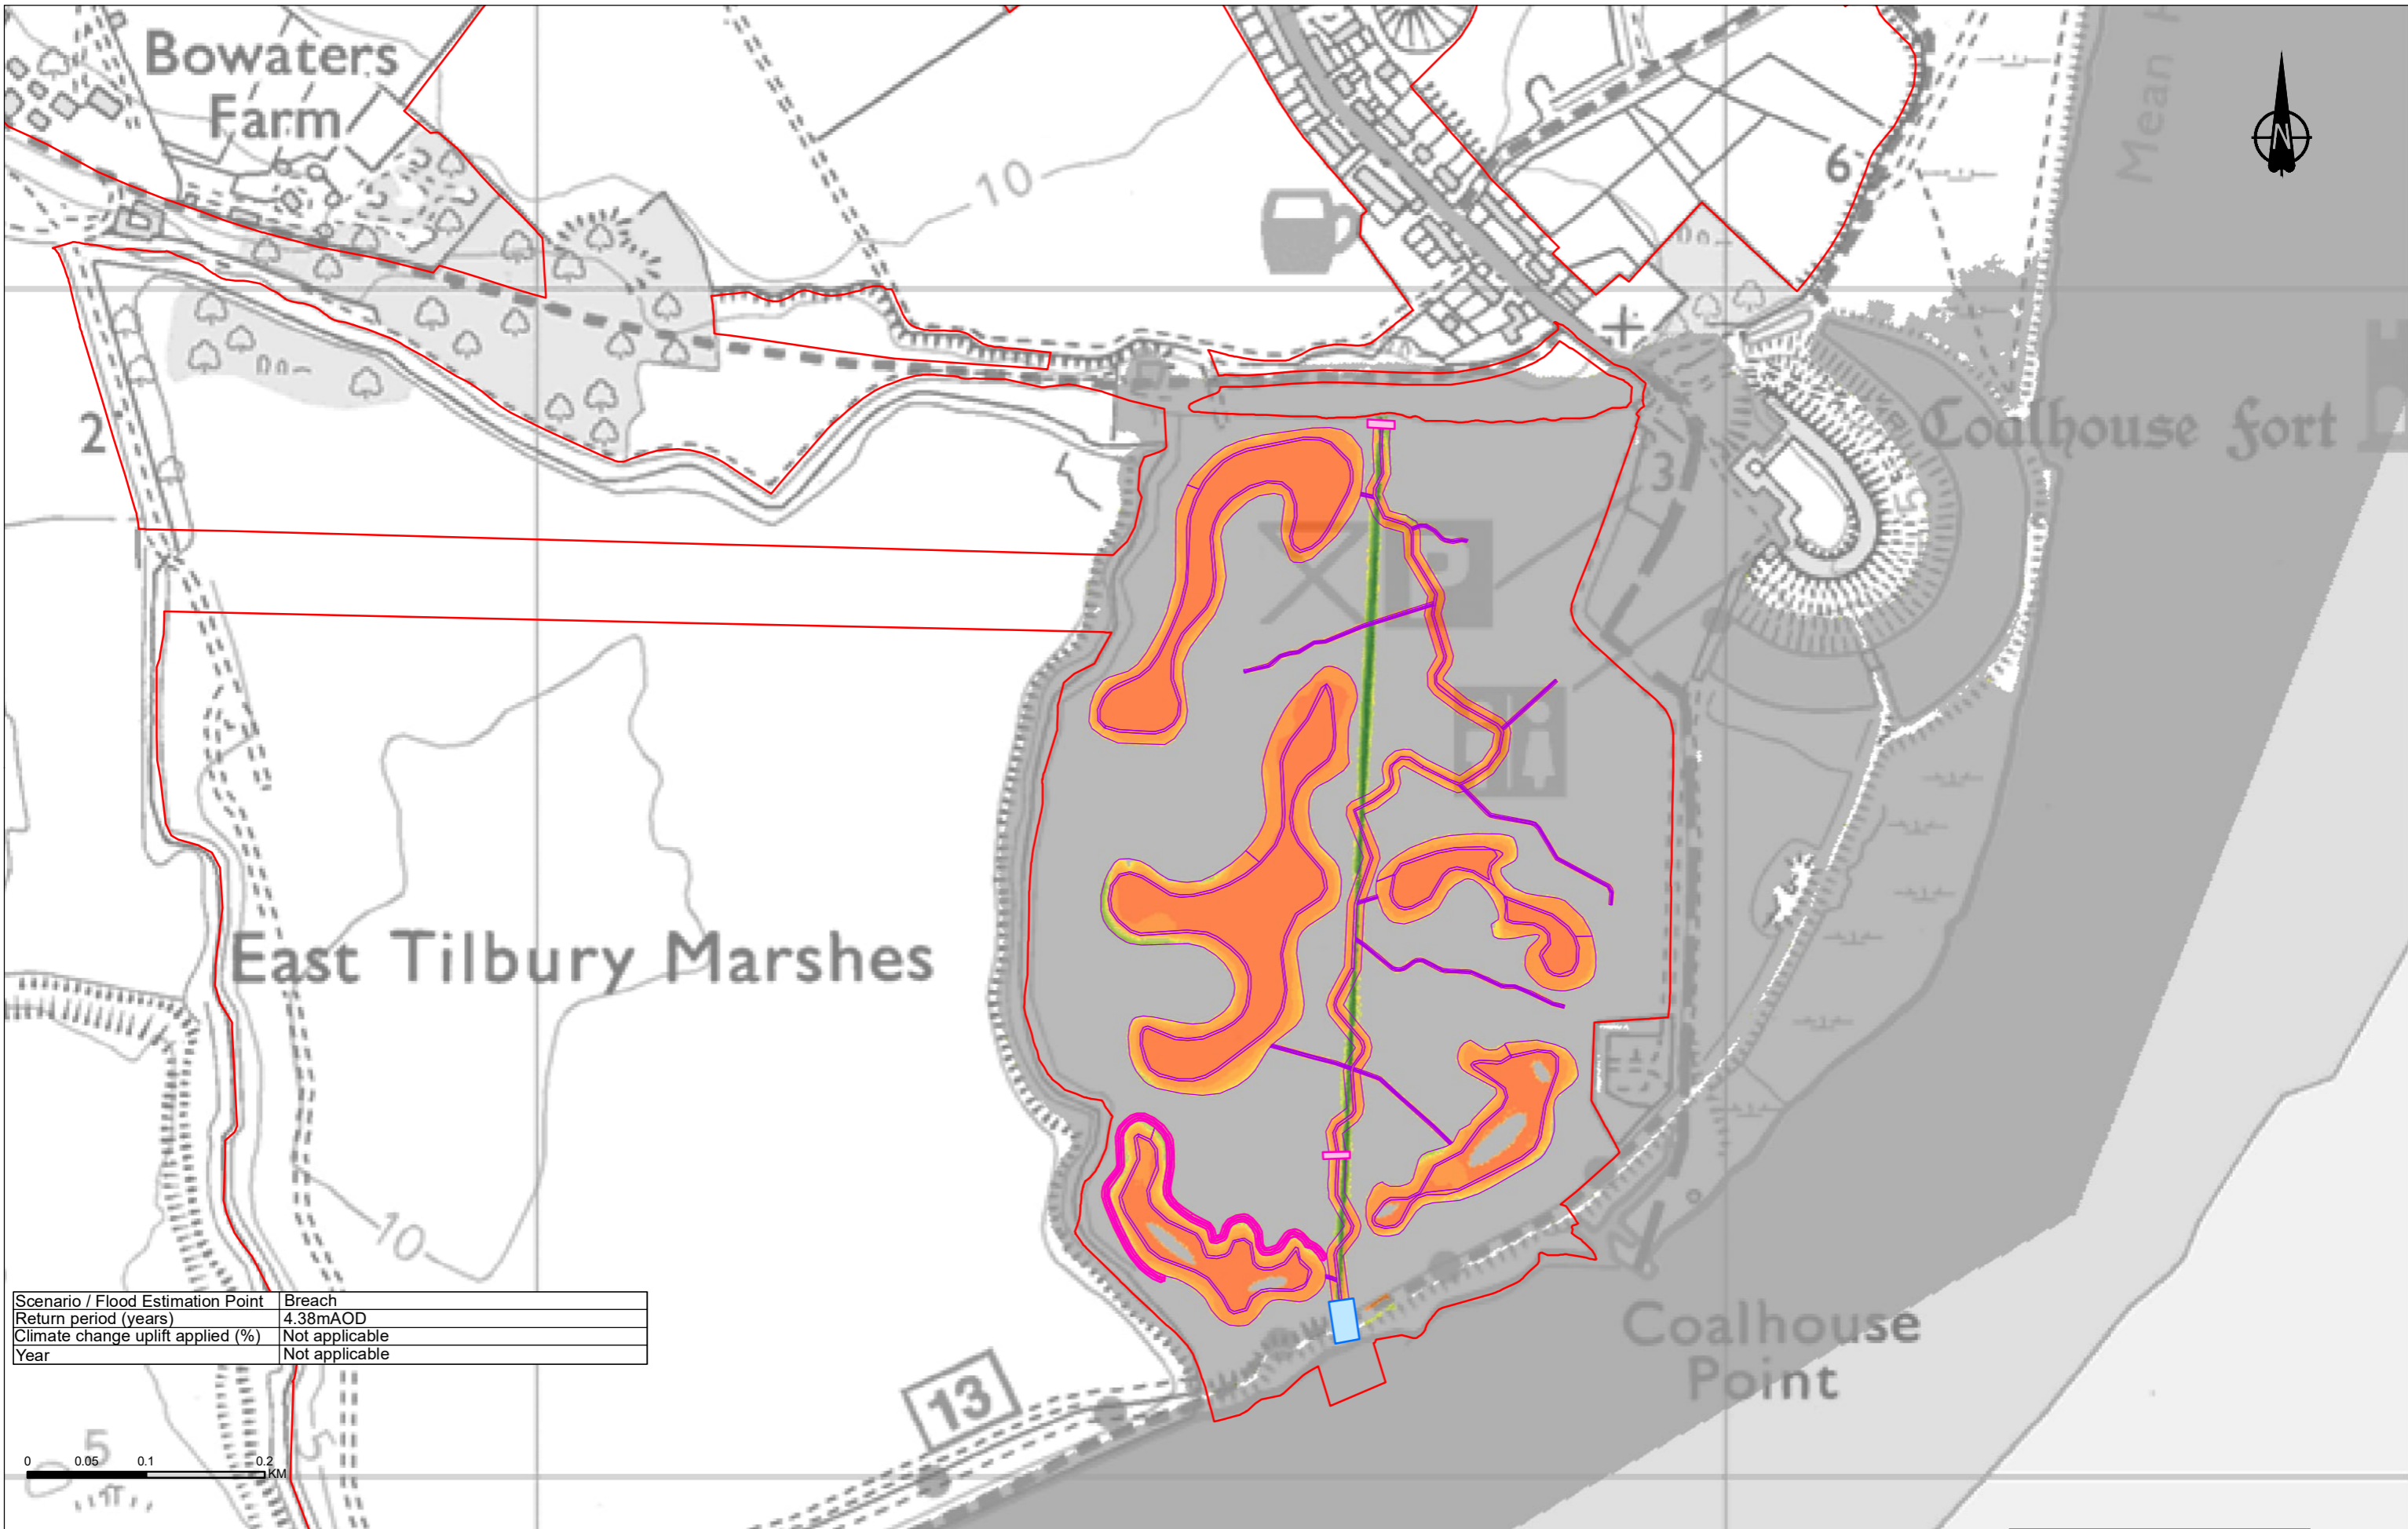 Bowaters
Farm
10
6
Mean
N
2
Coalhouse Fort
3
P
5
East Tilbury Marshes
10
Scenario / Flood Estimation Point Breach
Return period (years) 4.38mAOD
Climate change uplift applied (%) Not applicable
Year Not applicable
Coalhouse
Point
13
5
0 0.05 0.1 0.2
KM